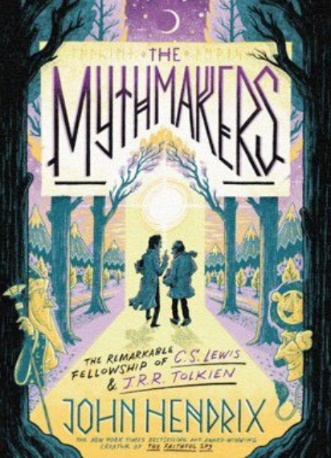 THE
MYTHMAKERS
THE REMARKABLE
FELLOWSHIP OF C.S. LEWIS
& J.R.R. TOLKIEN
JOHN HENDRIX
THE NEW YORK TIMES BESTSELLING AND AWARD-WINNING
CREATOR OF THE FAITHFUL SPY